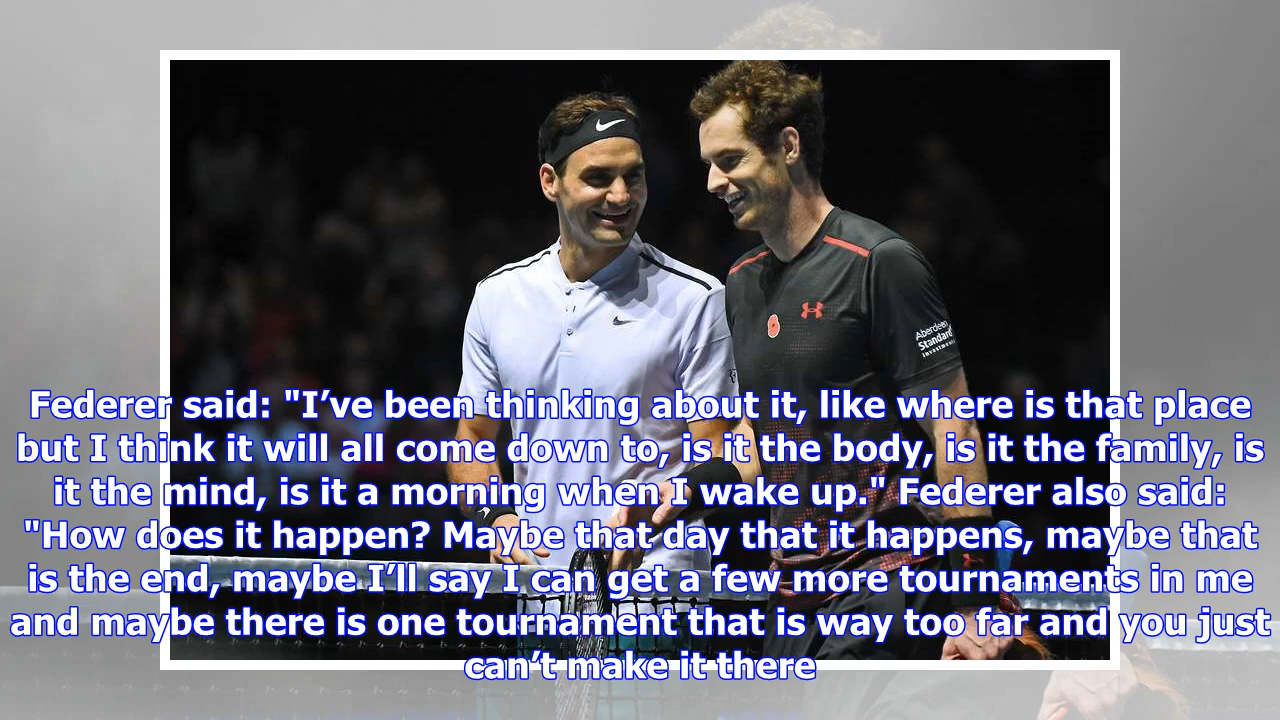 Aberdeen
Standard
Investments
Federer said: "I’ve been thinking about it, like where is that place
but I think it will all come down to, is it the body, is it the family, is
it the mind, is it a morning when I wake up." Federer also said:
"How does it happen? Maybe that day that it happens, maybe that
is the end, maybe I’ll say I can get a few more tournaments in me
and maybe there is one tournament that is way too far and you just
can’t make it there